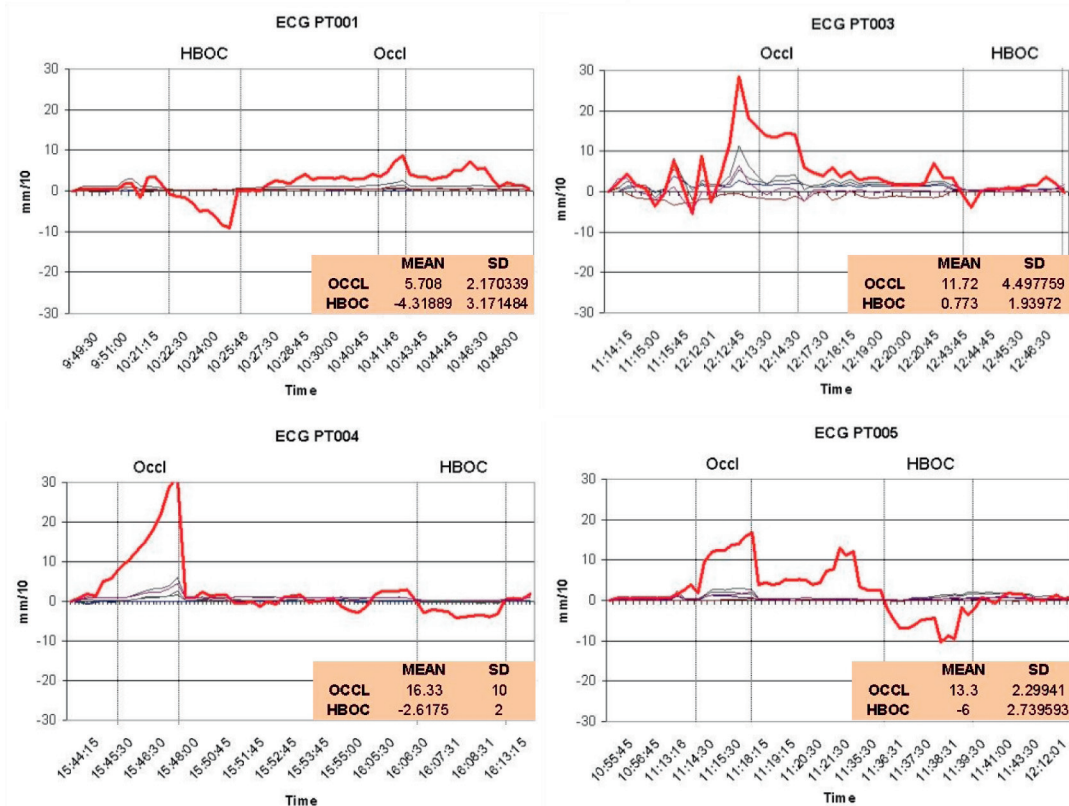 ECG PT001
HBOC Occl
30
20
10
0
-10
-20
-30
mm/10
MEAN SD
OCCL 5.708 2.170339
HBOC -4.31889 3.171484
9:49:30 9:51:00 10:21:15 10:22:30 10:24:00 10:25:46 10:27:30 10:28:45 10:30:00 10:40:45 10:41:46 10:43:45 10:44:45 10:46:30 10:48:00
Time
ECG PT003
Occl HBOC
30
20
10
0
-10
-20
-30
mm/10
MEAN SD
OCCL 11.72 4.497759
HBOC 0.773 1.93972
11:14:15 11:15:00 11:15:45 12:12:01 12:12:45 12:13:30 12:14:30 12:17:30 12:18:15 12:19:00 12:20:00 12:20:45 12:43:45 12:44:45 12:45:30 12:46:30
Time
ECG PT004
Occl HBOC
30
20
10
0
-10
-20
-30
mm/10
MEAN SD
OCCL 16.33 10
HBOC -2.6175 2
15:44:15 15:45:30 15:46:30 15:48:00 15:50:45 15:51:45 15:52:45 15:55:00 16:05:30 16:06:30 16:07:31 16:08:31 16:13:15
Time
ECG PT005
Occl HBOC
30
20
10
0
-10
-20
-30
mm/10
MEAN SD
OCCL 13.3 2.29941
HBOC -6 2.739593
10:55:45 10:58:45 11:13:16 11:14:30 11:15:30 11:18:15 11:19:15 11:20:30 11:21:30 11:35:30 11:36:31 11:37:30 11:38:31 11:39:30 11:41:00 11:43:30 12:12:01
Time